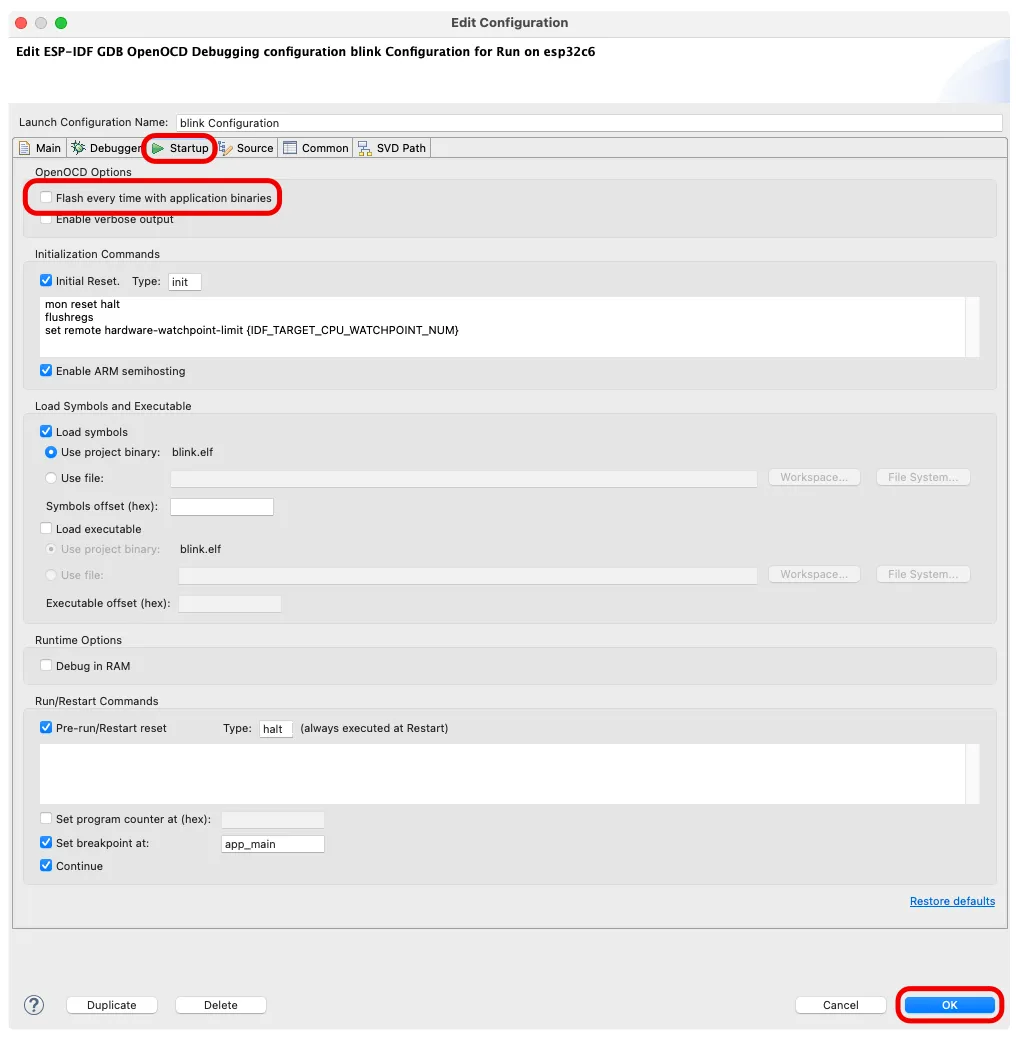 Edit Configuration
Edit ESP-IDF GDB OpenOCD Debugging configuration blink Configuration for Run on esp32c6
Launch Configuration Name: blink Configuration
Main Debugger Startup Source Common SVD Path
OpenOCD Options
Flash every time with application binaries
Enable verbose output
Initialization Commands
Initial Reset. Type: init
mon reset halt
flushregs
set remote hardware-watchpoint-limit {IDF_TARGET_CPU_WATCHPOINT_NUM}
Enable ARM semihosting
Load Symbols and Executable
Load symbols
Use project binary: blink.elf
Use file: Workspace... File System...
Symbols offset (hex):
Load executable
Use project binary: blink.elf
Use file: Workspace... File System...
Executable offset (hex):
Runtime Options
Debug in RAM
Run/Restart Commands
Pre-run/Restart reset Type: halt (always executed at Restart)
Set program counter at (hex):
Set breakpoint at: app_main
Continue
Restore defaults
? Duplicate Delete Cancel OK